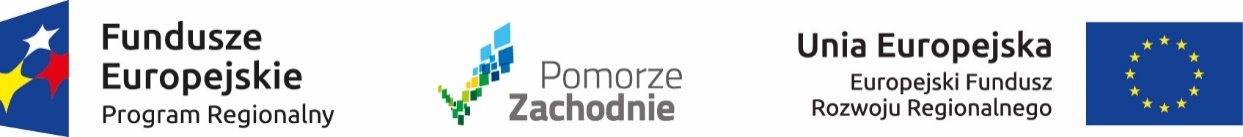 Fundusze
Europejskie
Program Regionalny
Pomorze
Zachodnie
Unia Europejska
Europejski Fundusz
Rozwoju Regionalnego